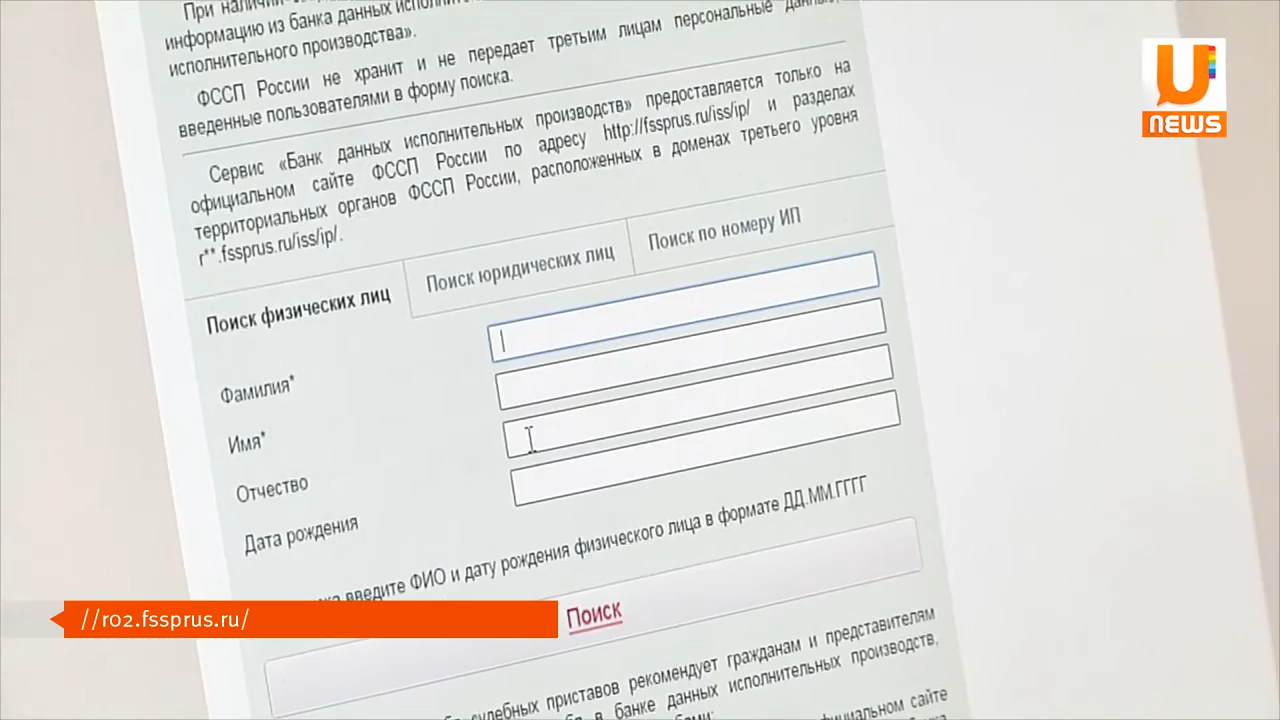 При наличии
информацию из банка данных
исполнительного производства».
ФССП России не хранит и не передает третьим лицам персональные данные,
введенные пользователями в форму поиска.
Сервис «Банк данных исполнительных производств» предоставляется только на
официальном сайте ФССП России по адресу http://fssprus.ru/iss/ip/ и разделах
территориальных органов ФССП России, расположенных в доменах третьего уровня
r**.fssprus.ru/iss/ip/.
Поиск физических лиц
Поиск юридических лиц
Поиск по номеру ИП
Фамилия*
Имя*
Отчество
Дата рождения
введите ФИО и дату рождения физического лица в формате ДД.ММ.ГГГГ
Поиск
судебных приставов рекомендует гражданам и представителям
в банке данных исполнительных производств,
официальном сайте
//r02.fssprus.ru/
U
NEWS